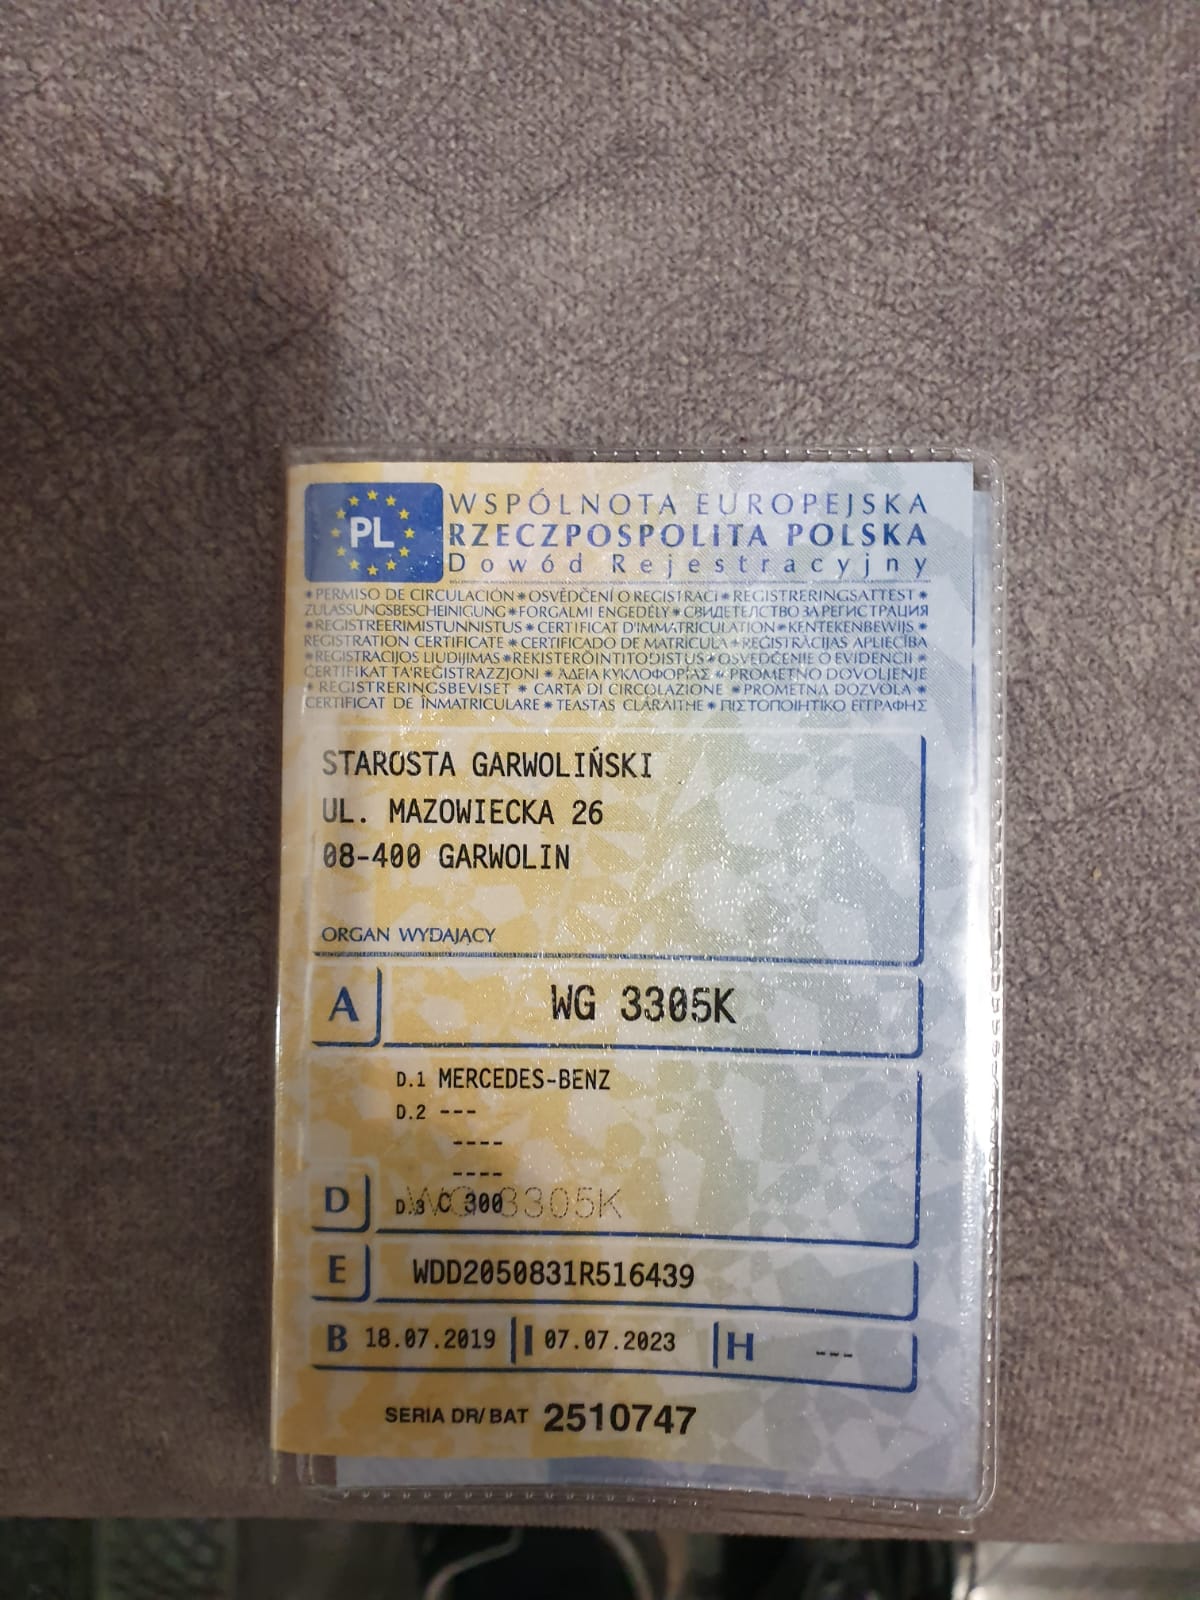 PL
WSPÓLNOTA EUROPEJSKA
RZECZPOSPOLITA POLSKA
Dowód Rejestracyjny
* PERMISO DE CIRCULACIÓN * OSVĚDČENÍ O REGISTRACI * REGISTRERINGSATTEST *
ZULASSUNGSBESCHEINIGUNG * FORGALMI ENGEDÉLY * СВИДЕТЕЛСТВО ЗА РЕГИСТРАЦИЯ
* REGISTREERIMISTUNNISTUS * CERTIFICAT D'IMMATRICULATION * KENTEKENBEWIJS *
REGISTRATION CERTIFICATE * CERTIFICADO DE MATRÍCULA * REĢISTRĀCIJAS APLIECĪBA
* REGISTRACIJOS LIUDIJIMAS * REKISTERÖINTITODISTUS * OSVEDČENIE O EVIDENCII *
ĊERTIFIKAT TA'REĠISTRAZZJONI * ΆΔΕΙΑ ΚΥΚΛΟΦΟΡΊΑΣ * PROMETNO DOVOLJENJE
* REGISTRERINGSBEVISET * CARTA DI CIRCOLAZIONE * PROMETNA DOZVOLA *
CERTIFICAT DE ÎNMATRICULARE * TEASTAS CLÁRAITHE * ΠΙΣΤΟΠΟΙΗΤΙΚΟ ΕΓΓΡΑΦΗΣ
STAROSTA GARWOLIŃSKI
UL. MAZOWIECKA 26
08-400 GARWOLIN
ORGAN WYDAJĄCY
A WG 3305K
D.1 MERCEDES-BENZ
D.2 ---
----
----
D D.3 C 300 WG 3305K
E WDD2050831R516439
B 18.07.2019 I 07.07.2023 H ---
SERIA DR/BAT 2510747